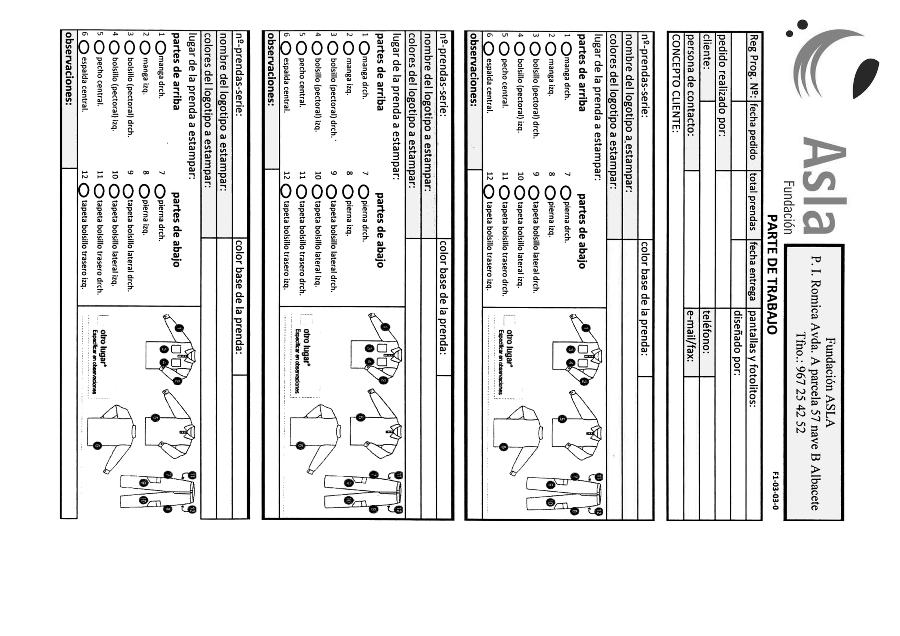 Asla
Fundación
Fundación ASLA
P. I. Romica Avda. A parcela 57 nave B Albacete
Tfno.: 967 25 42 52
PARTE DE TRABAJO
F1-03-03-0
Reg Prog. Nº: fecha pedido total prendas fecha entrega pantallas y fotolitos:
pedido realizado por: diseñado por:
cliente: teléfono:
persona de contacto: e-mail/fax:
CONCEPTO CLIENTE:
nº-prendas-serie: color base de la prenda:
nombre del logotipo a estampar:
colores del logotipo a estampar:
lugar de la prenda a estampar:
partes de arriba partes de abajo
1 manga drch. 7 pierna drch.
2 manga izq. 8 pierna izq.
3 bolsillo (pectoral) drch. 9 tapeta bolsillo lateral drch.
4 bolsillo (pectoral) izq. 10 tapeta bolsillo lateral izq.
5 pecho central. 11 tapeta bolsillo trasero drch.
6 espalda central. 12 tapeta bolsillo trasero izq.
otro lugar*
Especificar en observaciones
observaciones:
nº-prendas-serie: color base de la prenda:
nombre del logotipo a estampar:
colores del logotipo a estampar:
lugar de la prenda a estampar:
partes de arriba partes de abajo
1 manga drch. 7 pierna drch.
2 manga izq. 8 pierna izq.
3 bolsillo (pectoral) drch. 9 tapeta bolsillo lateral drch.
4 bolsillo (pectoral) izq. 10 tapeta bolsillo lateral izq.
5 pecho central. 11 tapeta bolsillo trasero drch.
6 espalda central. 12 tapeta bolsillo trasero izq.
otro lugar*
Especificar en observaciones
observaciones:
nº-prendas-serie: color base de la prenda:
nombre del logotipo a estampar:
colores del logotipo a estampar:
lugar de la prenda a estampar:
partes de arriba partes de abajo
1 manga drch. 7 pierna drch.
2 manga izq. 8 pierna izq.
3 bolsillo (pectoral) drch. 9 tapeta bolsillo lateral drch.
4 bolsillo (pectoral) izq. 10 tapeta bolsillo lateral izq.
5 pecho central. 11 tapeta bolsillo trasero drch.
6 espalda central. 12 tapeta bolsillo trasero izq.
otro lugar*
Especificar en observaciones
observaciones: